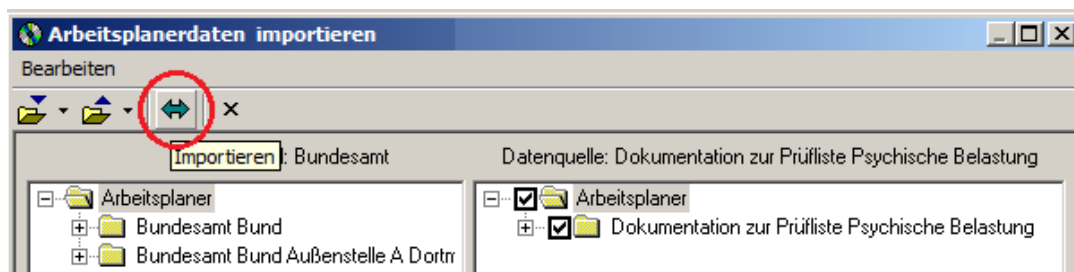 Arbeitsplanerdaten importieren
Bearbeiten
Importieren: Bundesamt Datenquelle: Dokumentation zur Prüfliste Psychische Belastung
Arbeitsplaner Arbeitsplaner
Bundesamt Bund Dokumentation zur Prüfliste Psychische Belastung
Bundesamt Bund Außenstelle A Dortm